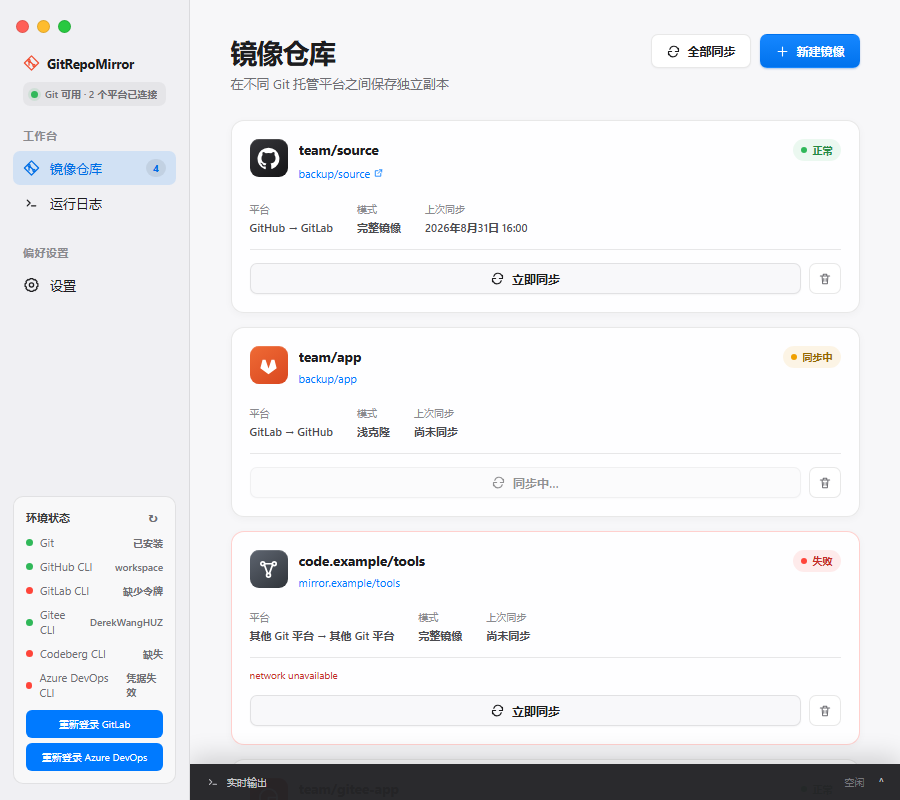 GitRepoMirror
Git 可用 · 2 个平台已连接
工作台
镜像仓库 4
运行日志
偏好设置
设置
环境状态
Git 已安装
GitHub CLI workspace
GitLab CLI 缺少令牌
Gitee CLI DerekWangHUZ
Codeberg CLI 缺失
Azure DevOps CLI 凭据失效
重新登录 GitLab
重新登录 Azure DevOps
镜像仓库
在不同 Git 托管平台之间保存独立副本
全部同步
新建镜像
team/source
正常
backup/source
平台 模式 上次同步
GitHub → GitLab 完整镜像 2026年8月31日 16:00
立即同步
team/app
同步中
backup/app
平台 模式 上次同步
GitLab → GitHub 浅克隆 尚未同步
同步中...
code.example/tools
失败
mirror.example/tools
平台 模式 上次同步
其他 Git 平台 → 其他 Git 平台 完整镜像 尚未同步
network unavailable
立即同步
team/gitee-app
实时输出
空闲